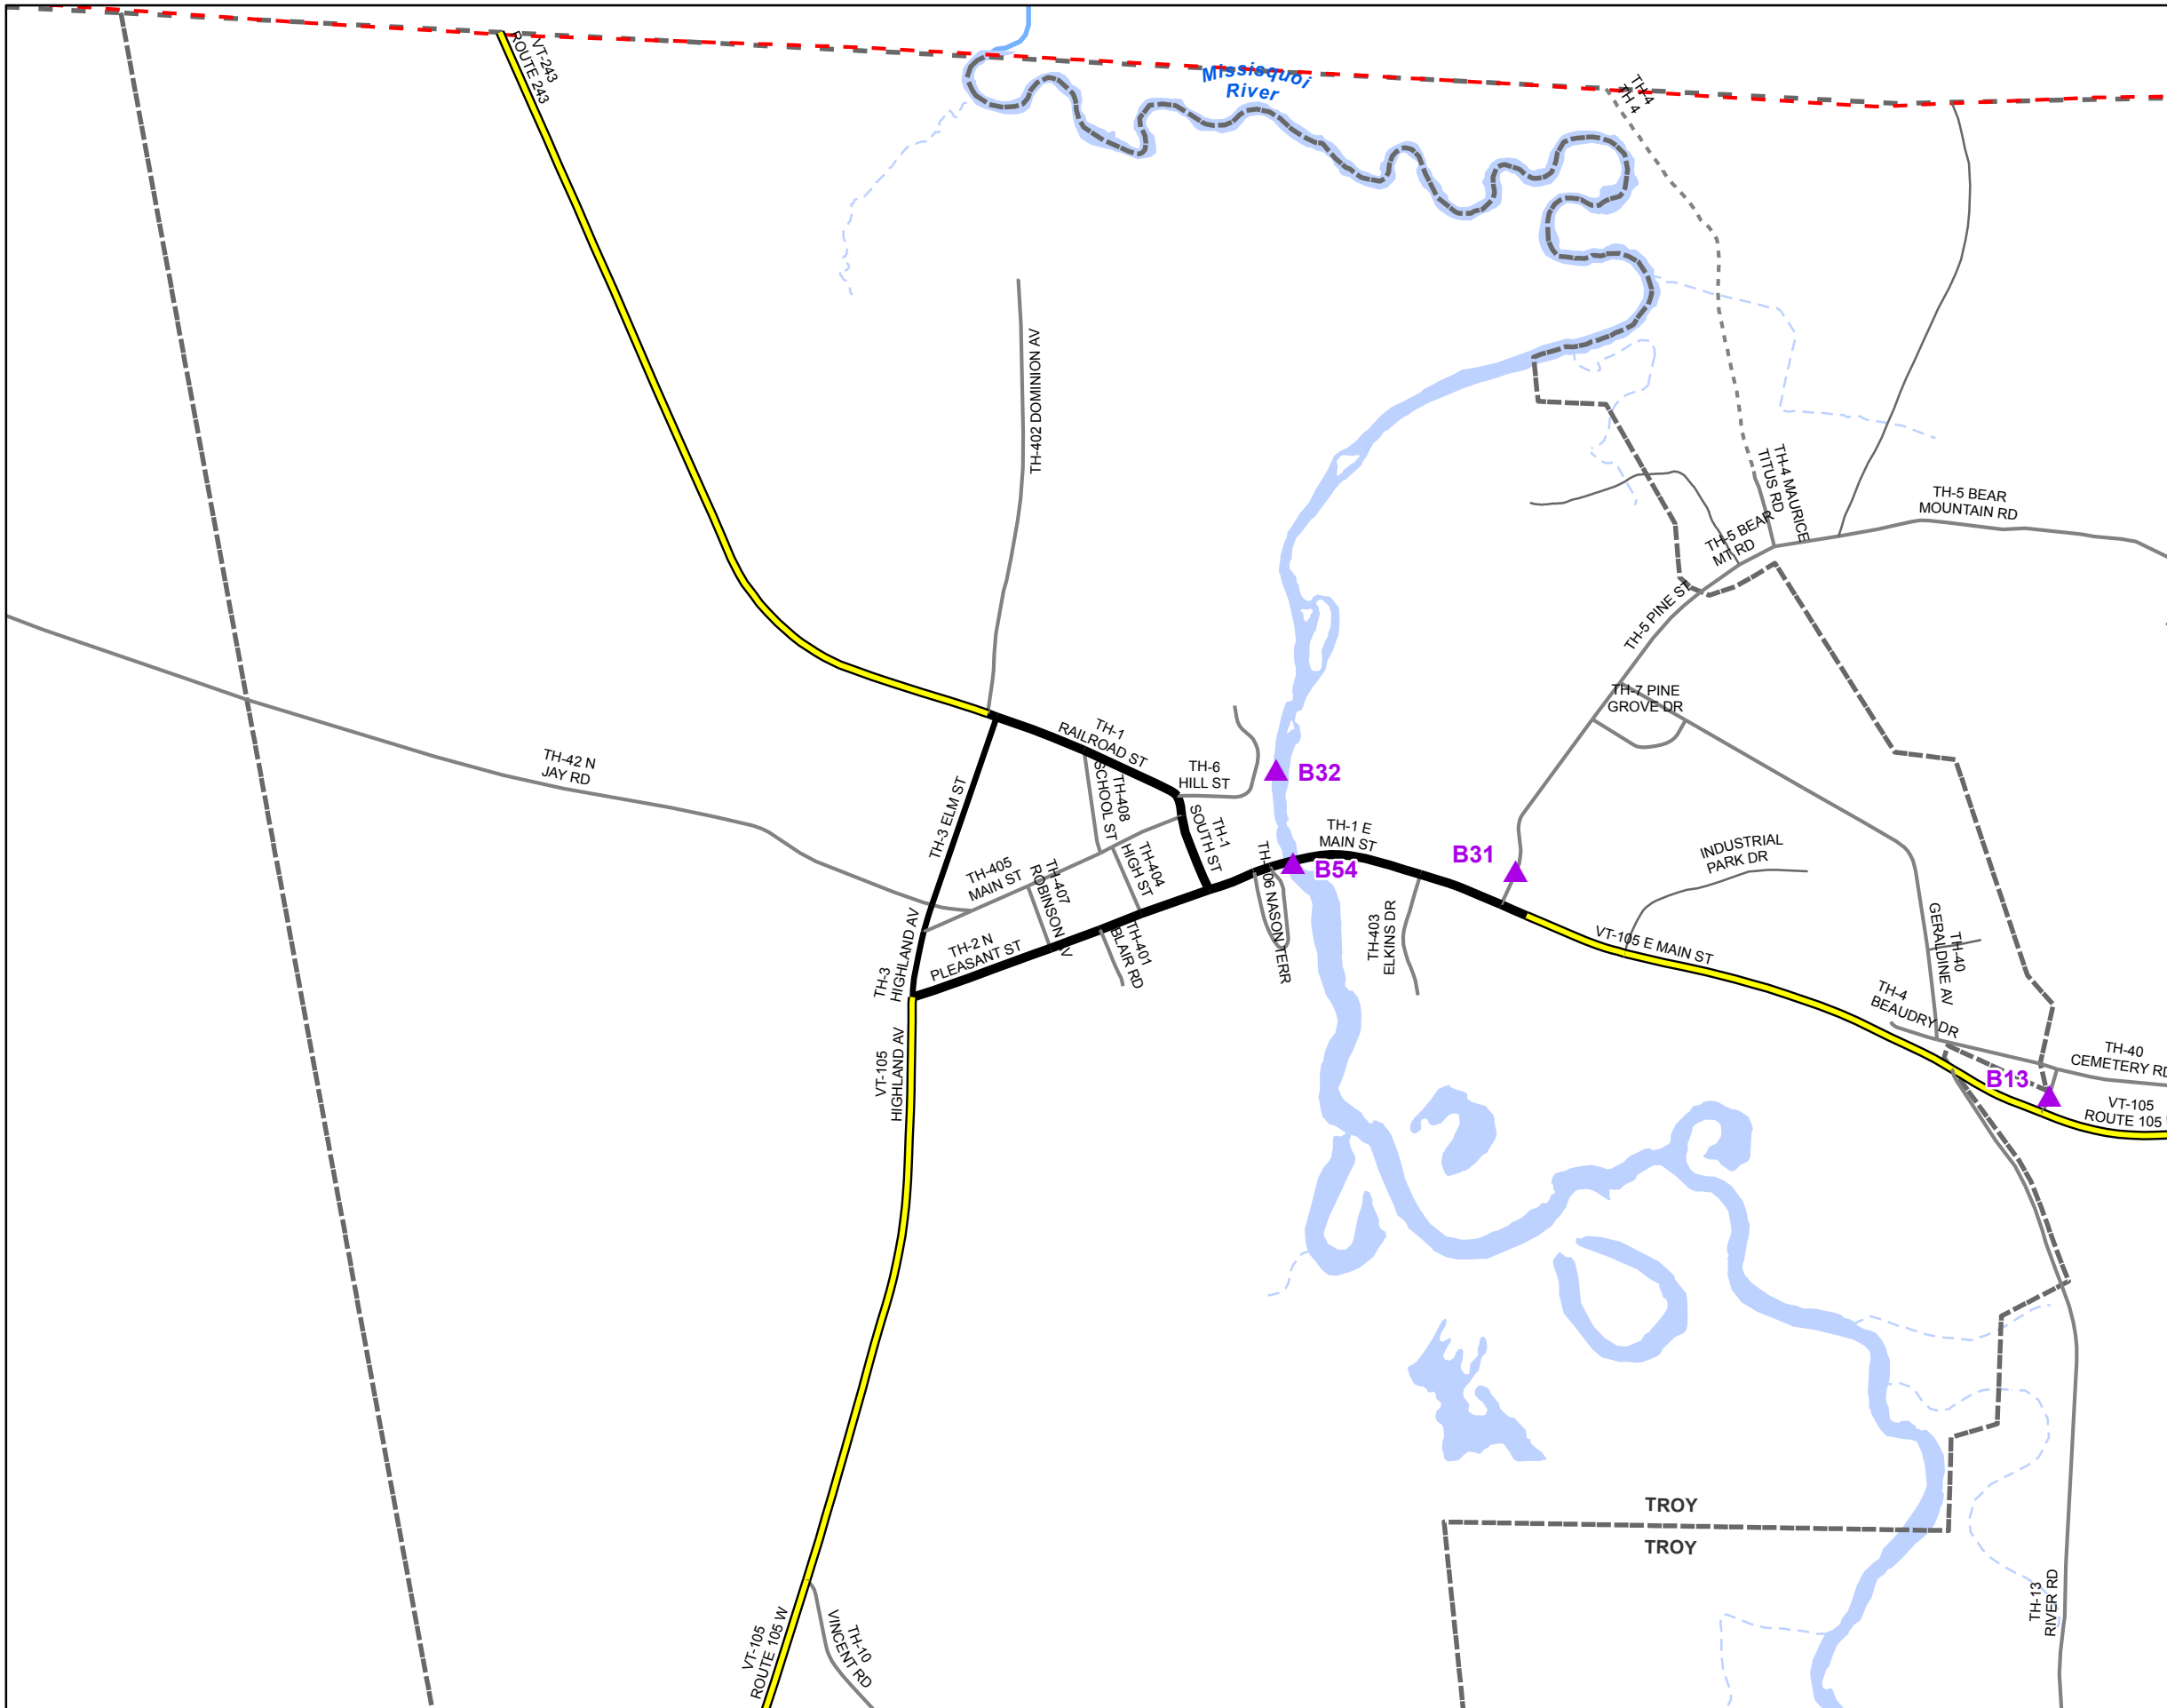 VT-243
ROUTE 243
Missisquoi
River
TH-4
TH 4
TH-402 DOMINION AV
TH-4 MAURICE
TITUS RD
TH-5 BEAR
MOUNTAIN RD
TH-5 BEAR
MT RD
TH-5 PINE ST
TH-7 PINE
GROVE DR
TH-1
RAILROAD ST
TH-42 N
JAY RD
TH-6
HILL ST
B32
TH-408
SCHOOL ST
TH-3 ELM ST
TH-1
SOUTH ST
TH-1 E
MAIN ST
B31
INDUSTRIAL
PARK DR
B54
TH-405
MAIN ST
TH-404
HIGH ST
TH-407
ROBINSON AV
TH-406 NASON TERR
TH-403
ELKINS DR
TH-3
HIGHLAND AV
TH-2 N
PLEASANT ST
TH-401
BLAIR RD
VT-105 E MAIN ST
TH-40
GERALDINE AV
TH-4
BEAUDRY DR
TH-40
CEMETERY RD
VT-105
HIGHLAND AV
B13
VT-105
ROUTE 105
TROY
TROY
TH-13
RIVER RD
VT-105
ROUTE 105 W
TH-10
VINCENT RD